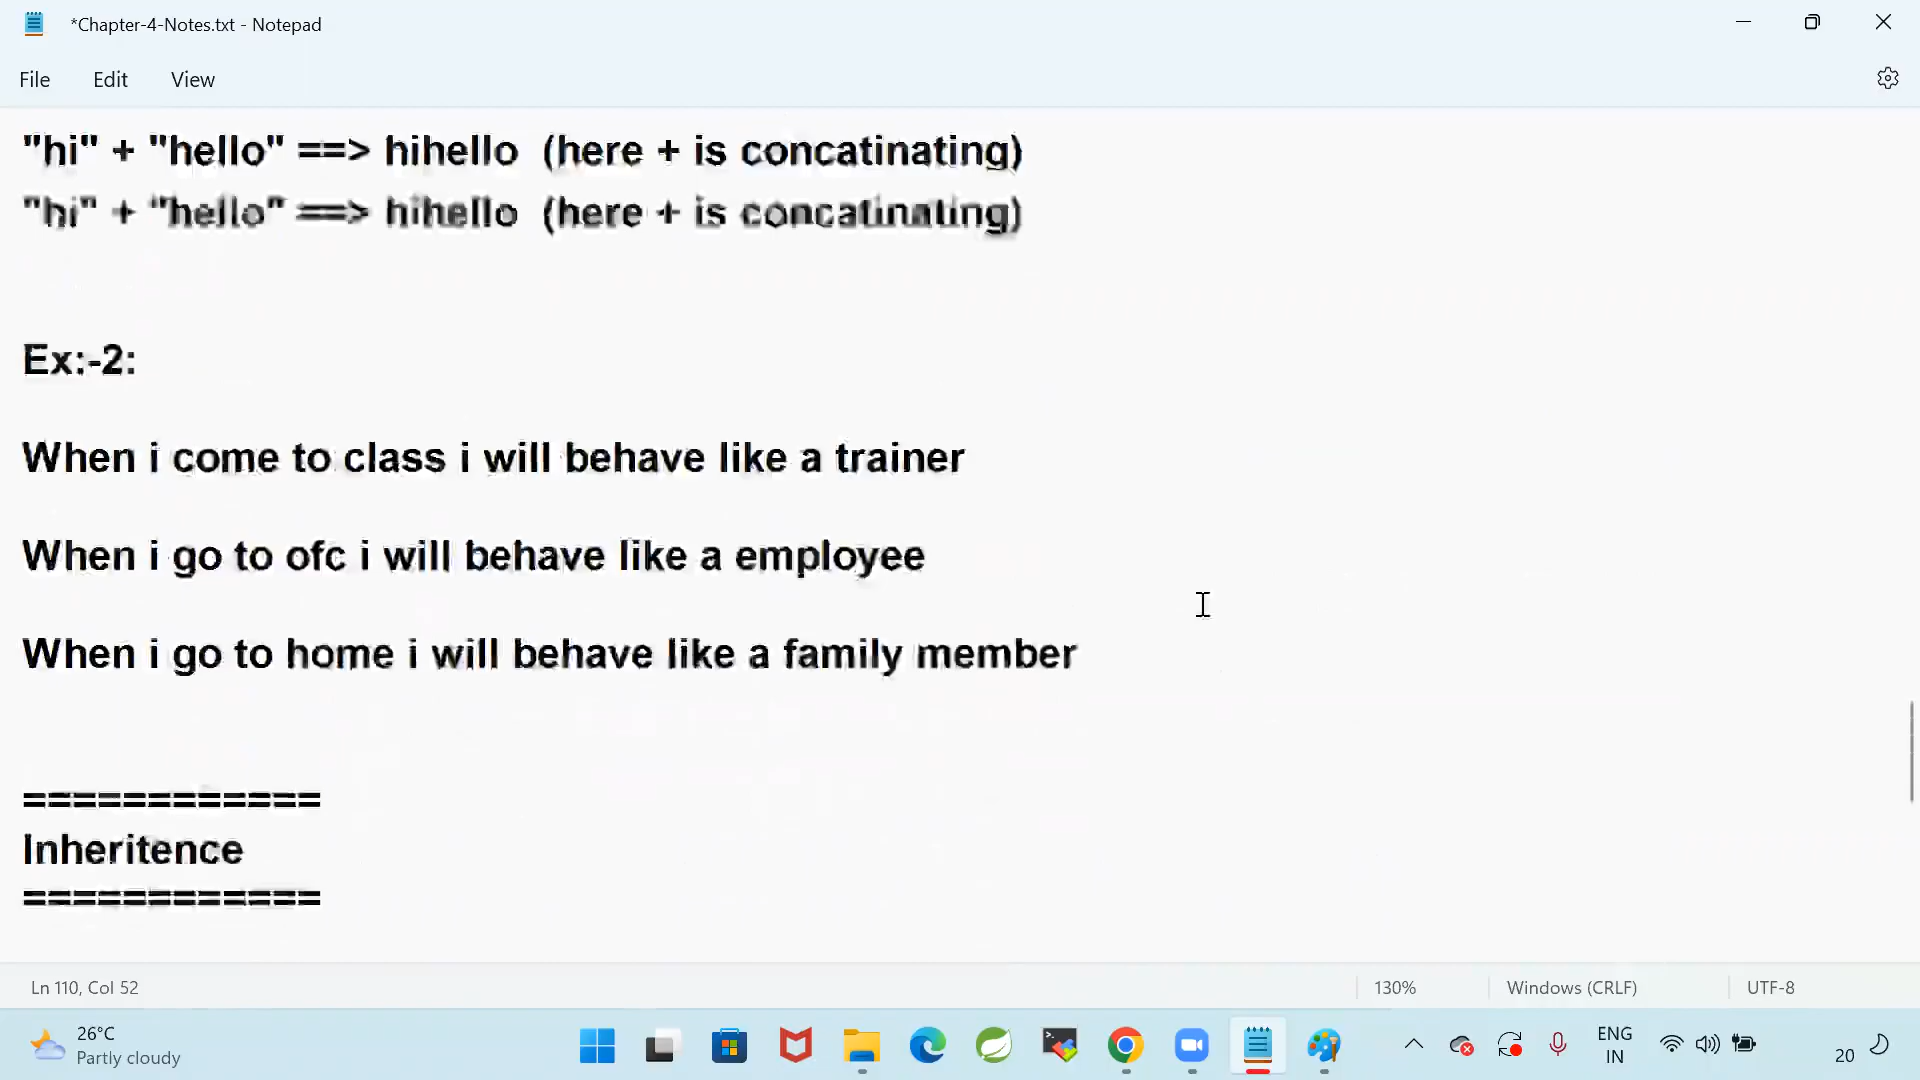 *Chapter-4-Notes.txt - Notepad
File Edit View
"hi" + "hello" ==> hihello (here + is concatinating)
"hi" + "hello" ==> hihello (here + is concatinating)
Ex:-2:
When i come to class i will behave like a trainer
When i go to ofc i will behave like a employee
When i go to home i will behave like a family member
============
Inheritence
============
Ln 110, Col 52 130% Windows (CRLF) UTF-8
26°C
Partly cloudy
ENG
IN
20